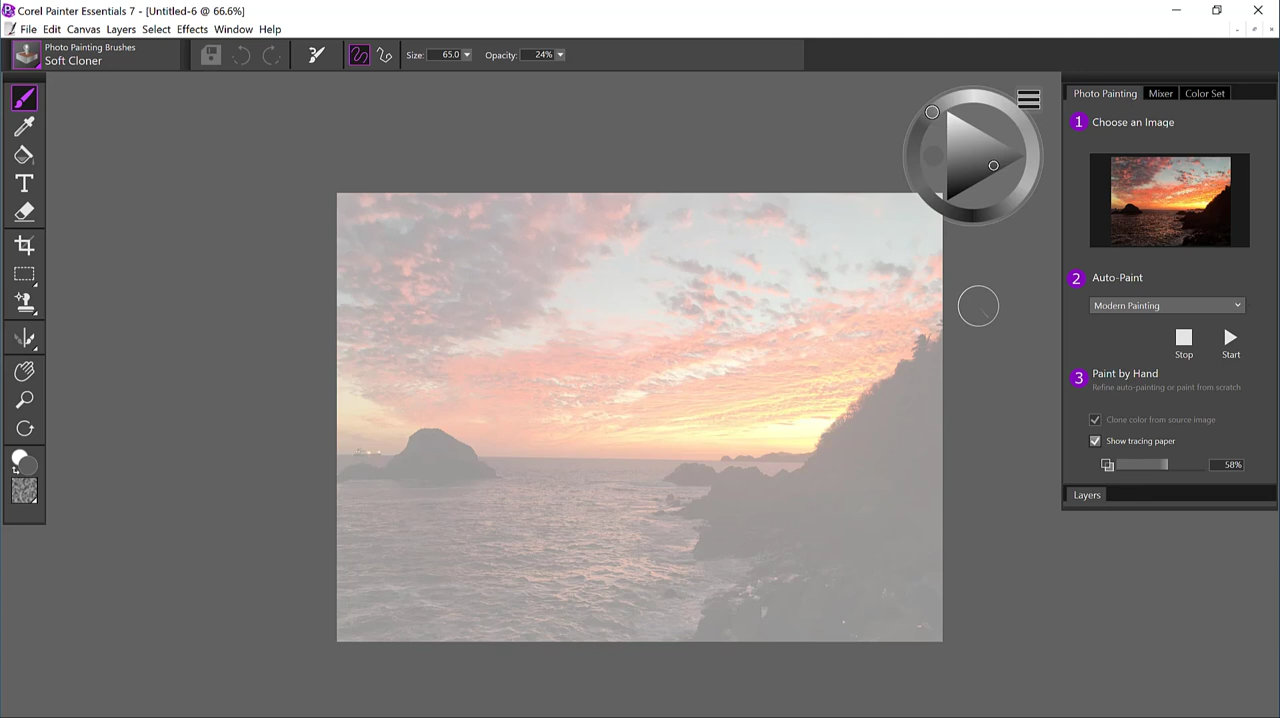 Corel Painter Essentials 7 - [Untitled-6 @ 66.6%]
File Edit Canvas Layers Select Effects Window Help
Photo Painting Brushes
Soft Cloner
Size: 65.0 Opacity: 24%
Photo Painting Mixer Color Set
1 Choose an Image
2 Auto-Paint
Modern Painting
Stop Start
3 Paint by Hand
Refine auto-painting or paint from scratch
Clone color from source image
Show tracing paper
58%
Layers